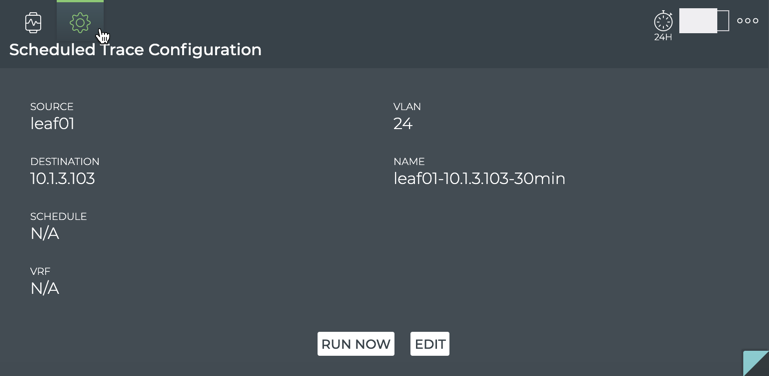 24H
Scheduled Trace Configuration
SOURCE
leaf01
VLAN
24
DESTINATION
10.1.3.103
NAME
leaf01-10.1.3.103-30min
SCHEDULE
N/A
VRF
N/A
RUN NOW
EDIT